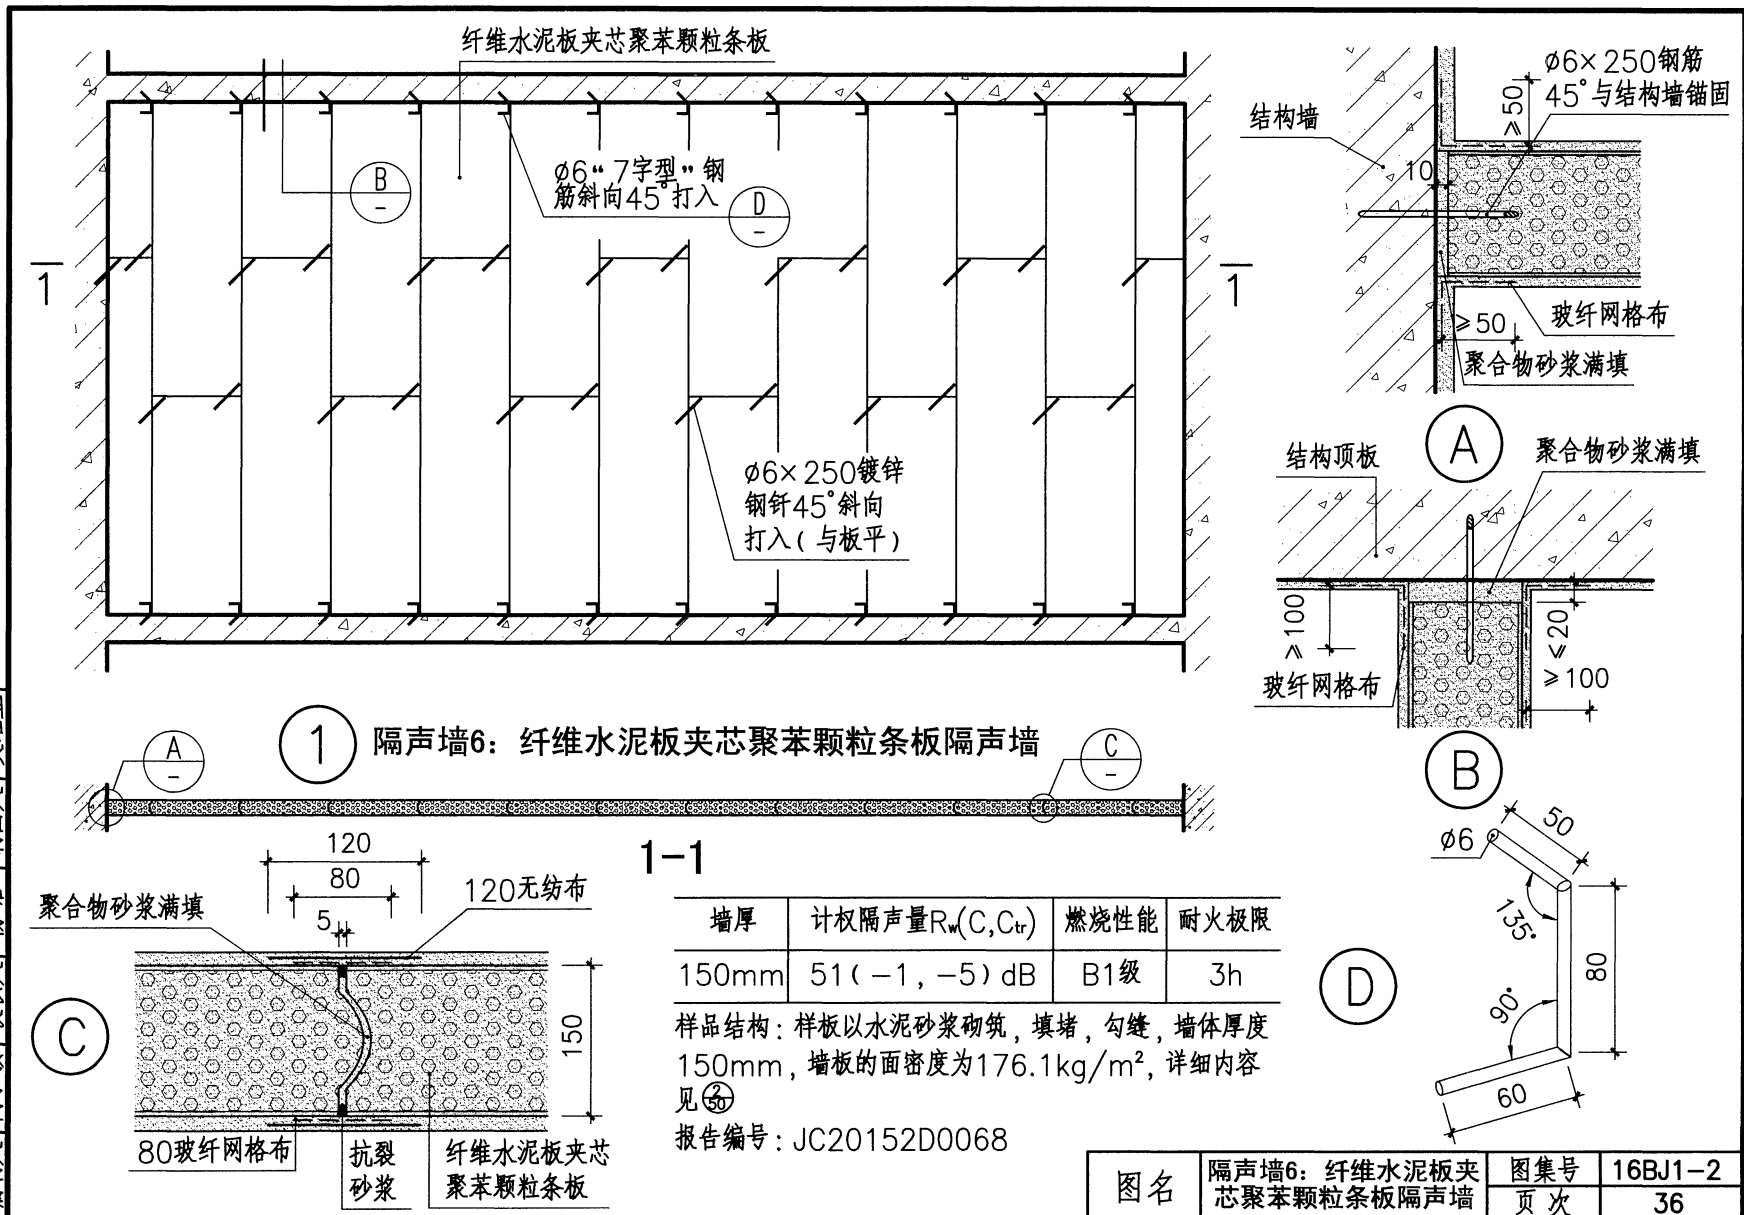 纤维水泥板夹芯聚苯颗粒条板
ø6“7字型”钢
筋斜向45°打入
B
-
D
-
1
1
ø6×250镀锌
钢钎45°斜向
打入(与板平)
ø6×250钢筋
45°与结构墙锚固
结构墙
≥50
10
玻纤网格布
≥50
聚合物砂浆满填
A
结构顶板
聚合物砂浆满填
≥100
≤20
≥100
玻纤网格布
B
1 隔声墙6：纤维水泥板夹芯聚苯颗粒条板隔声墙
A
-
C
-
1-1
120
80
5
120无纺布
聚合物砂浆满填
150
C
80玻纤网格布
抗裂
砂浆
纤维水泥板夹芯
聚苯颗粒条板
墙厚 计权隔声量Rw(C,Ctr) 燃烧性能 耐火极限
150mm 51(-1,-5)dB B1级 3h
样品结构：样板以水泥砂浆砌筑，填堵，勾缝，墙体厚度
150mm，墙板的面密度为176.1kg/m²，详细内容
见2/50
报告编号：JC20152D0068
ø6
50
135°
80
90°
60
D
图名 隔声墙6：纤维水泥板夹
芯聚苯颗粒条板隔声墙
图集号 16BJ1-2
页次 36